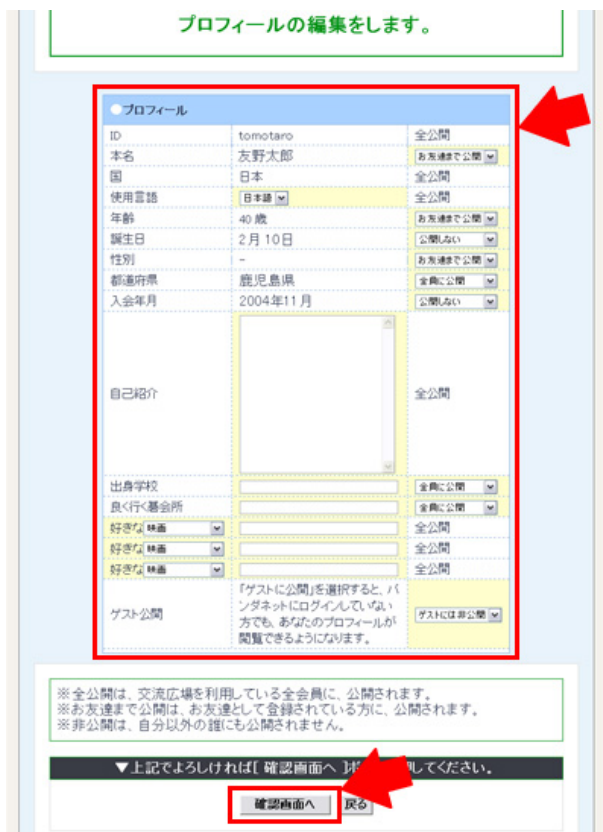 プロフィールの編集をします。
プロフィール
ID tomotaro 全公開
本名 友野太郎 お友達まで公開
国 日本 全公開
使用言語 日本語 全公開
年齢 40 歳 お友達まで公開
誕生日 2月 10日 公開しない
性別 - お友達まで公開
都道府県 鹿児島県 全員に公開
入会年月 2004年11月 公開しない
自己紹介 全公開
出身学校 全員に公開
良く行く碁会所 全員に公開
好きな 映画 全公開
好きな 映画 全公開
好きな 映画 全公開
ゲスト公開 「ゲストに公開」を選択すると、パ
ンダネットにログインしていない
方でも、あなたのプロフィールが
閲覧できるようになります。
ゲストには非公開
※全公開は、交流広場を利用している全会員に、公開されます。
※お友達まで公開は、お友達として登録されている方に、公開されます。
※非公開は、自分以外の誰にも公開されません。
▼上記でよろしければ[ 確認画面へ ] してください。
確認画面へ 戻る